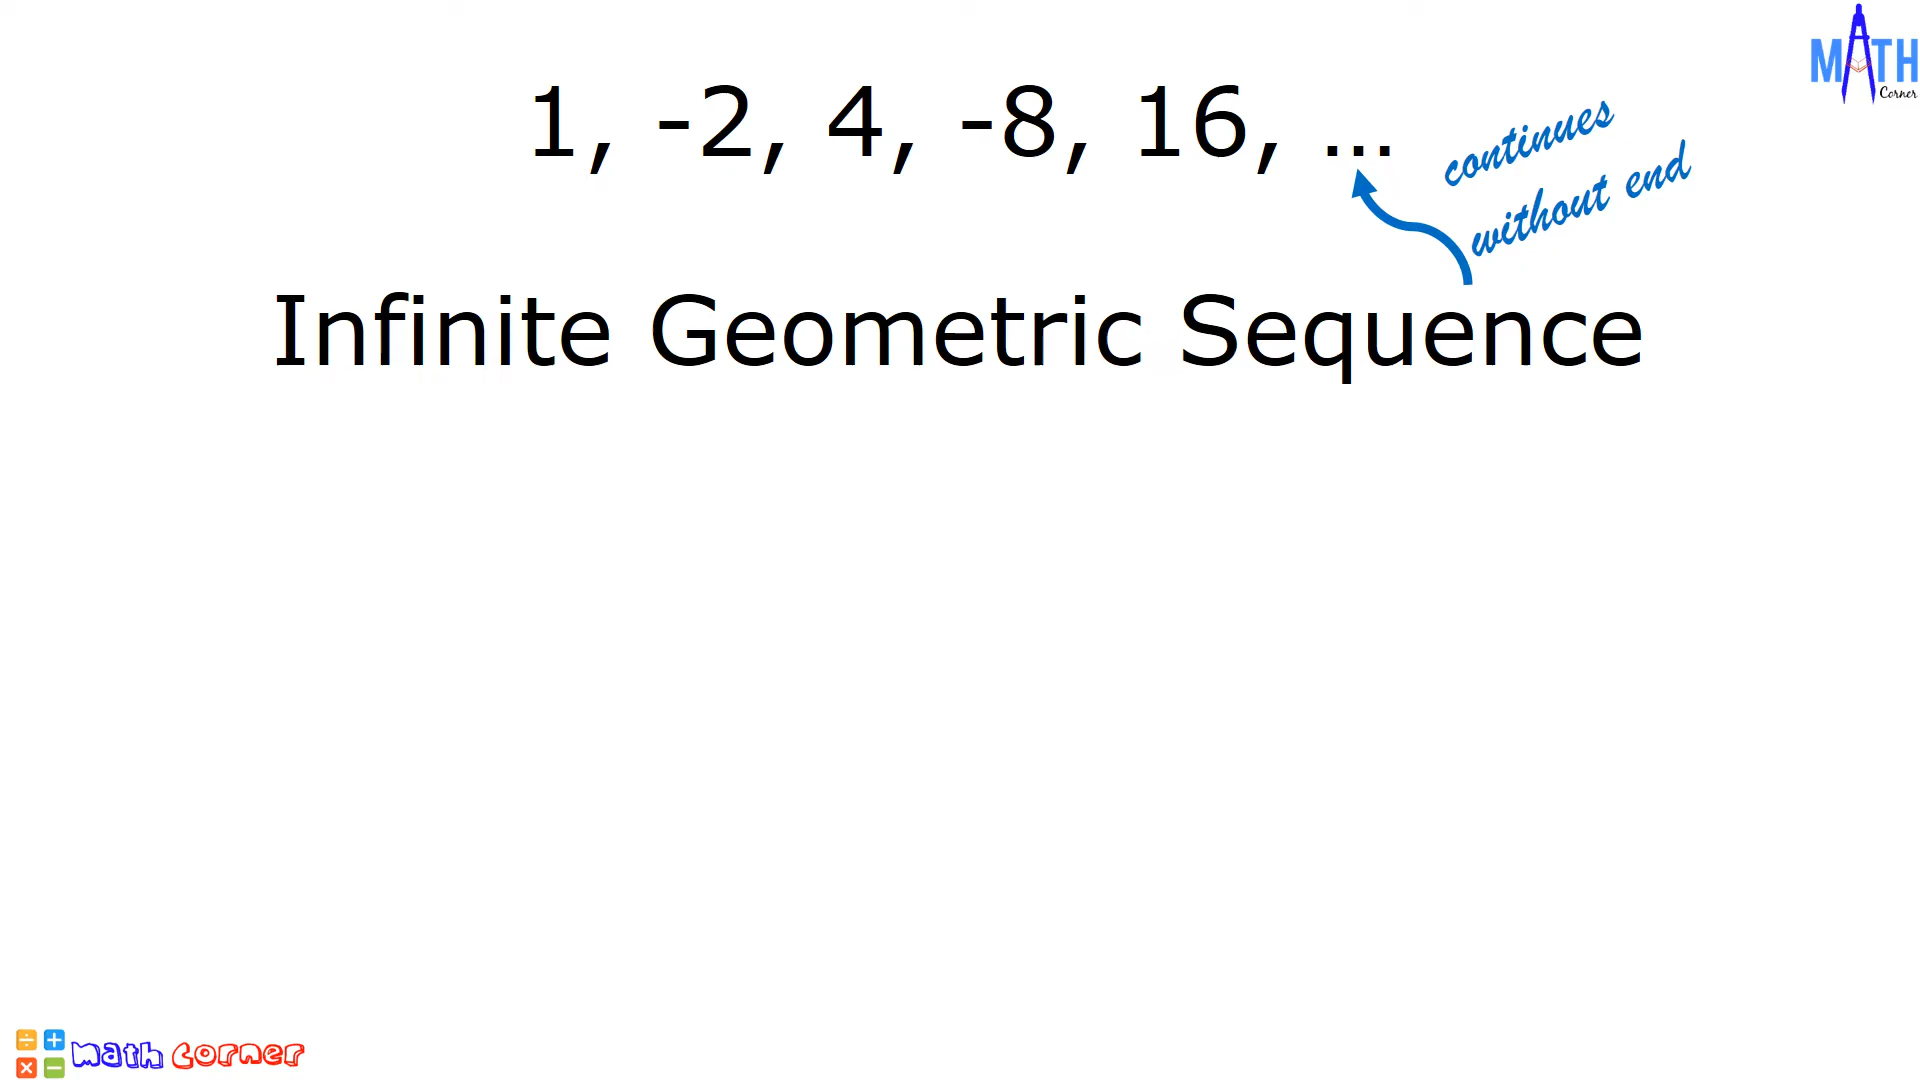 1, -2, 4, -8, 16, ...
continues
without end
Infinite Geometric Sequence
MATH
Corner
math corner